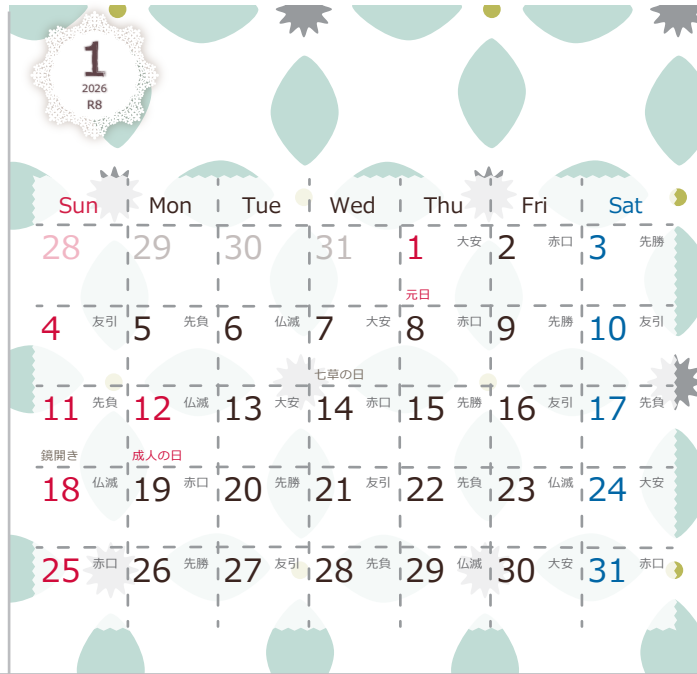 1
2026
R8
Sun Mon Tue Wed Thu Fri Sat
28 29 30 31 1 大安 2 赤口 3 先勝
元日
4 友引 5 先負 6 仏滅 7 大安 8 赤口 9 先勝 10 友引
七草の日
11 先負 12 仏滅 13 大安 14 赤口 15 先勝 16 友引 17 先負
鏡開き 成人の日
18 仏滅 19 赤口 20 先勝 21 友引 22 先負 23 仏滅 24 大安
25 赤口 26 先勝 27 友引 28 先負 29 仏滅 30 大安 31 赤口